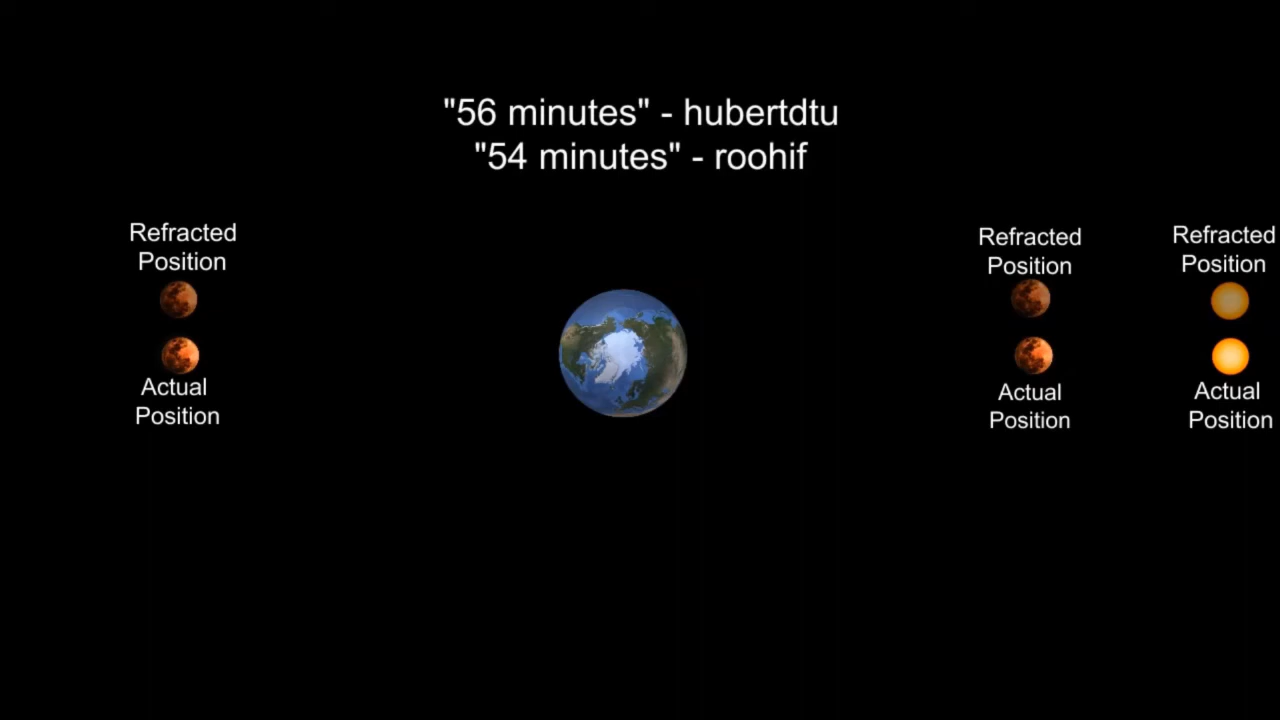 "56 minutes" - hubertdtu
"54 minutes" - roohif
Refracted
Position
Actual
Position
Refracted
Position
Actual
Position
Refracted
Position
Actual
Position